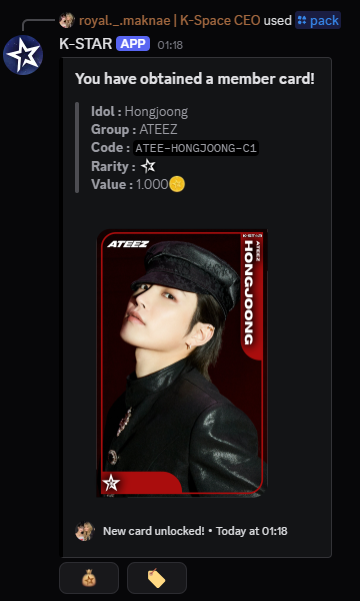 royal._.maknae | K-Space CEO used pack
K-STAR APP 01:18
You have obtained a member card!
Idol : Hongjoong
Group : ATEEZ
Code : ATEE-HONGJOONG-C1
Rarity :
Value : 1.000
ATEEZ
K-ST☆R
ATEEZ
HONGJOONG
New card unlocked! • Today at 01:18